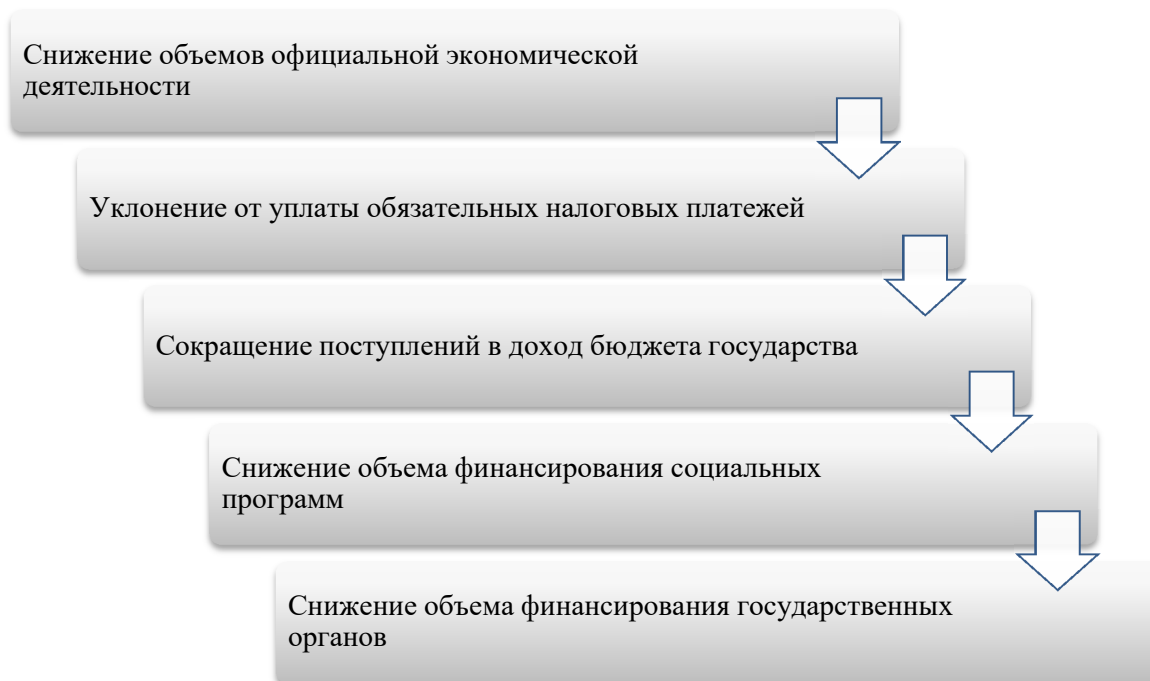 Снижение объемов официальной экономической
деятельности
Уклонение от уплаты обязательных налоговых платежей
Сокращение поступлений в доход бюджета государства
Снижение объема финансирования социальных
программ
Снижение объема финансирования государственных
органов